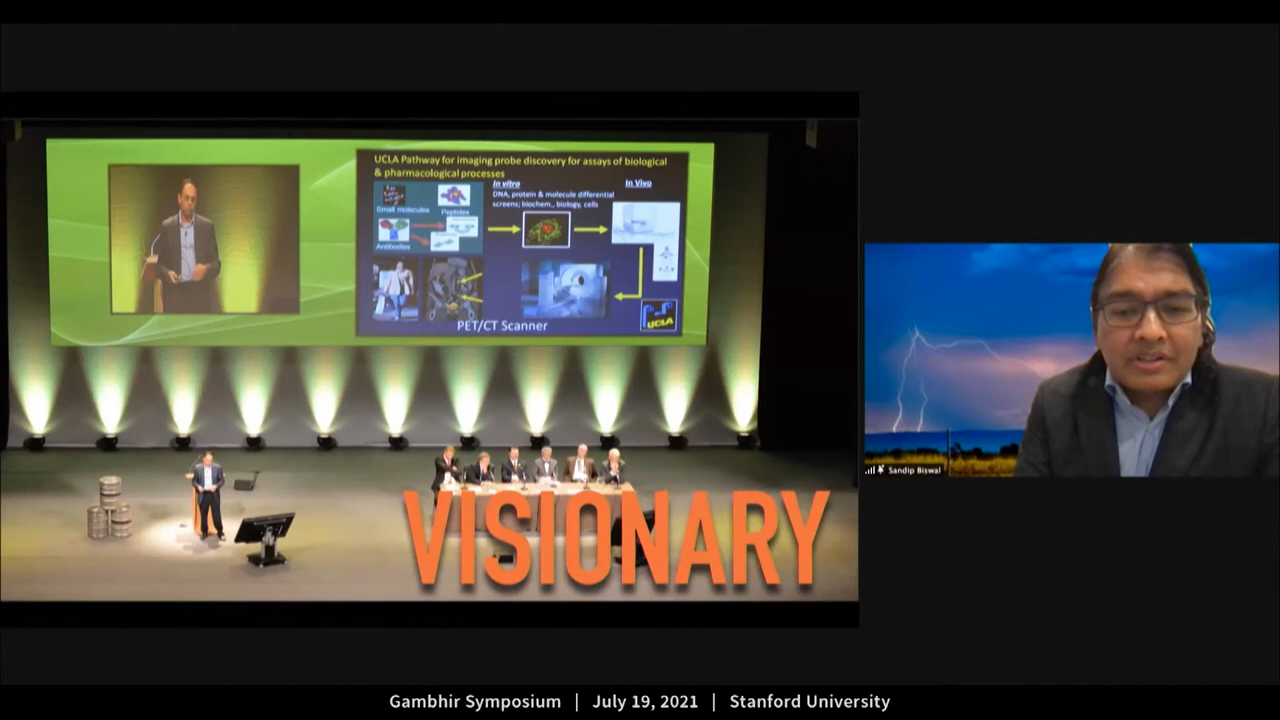 UCLA Pathway for imaging probe discovery for assays of biological
& pharmacological processes
In vitro
In Vivo
DNA, protein & molecule differential
screens; biochem., biology, cells
Small molecules
Peptides
Antibodies
PET/CT Scanner
UCLA
VISIONARY
Sandip Biswal
Gambhir Symposium | July 19, 2021 | Stanford University